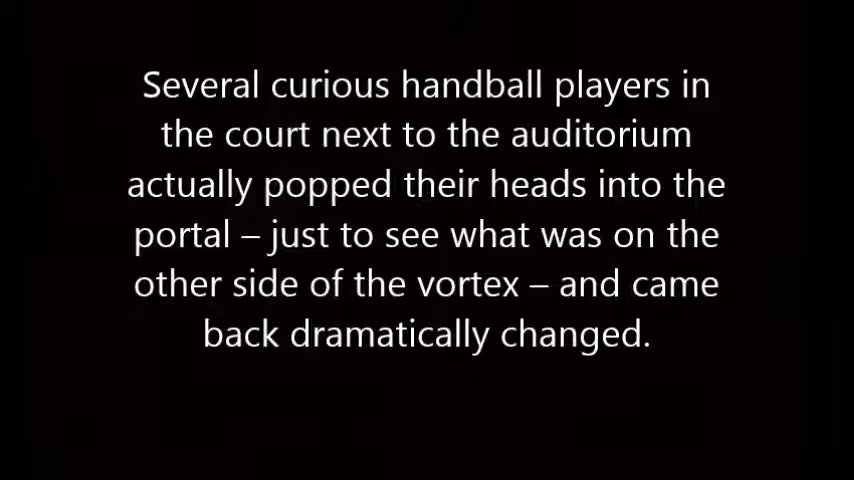 Several curious handball players in
the court next to the auditorium
actually popped their heads into the
portal – just to see what was on the
other side of the vortex – and came
back dramatically changed.